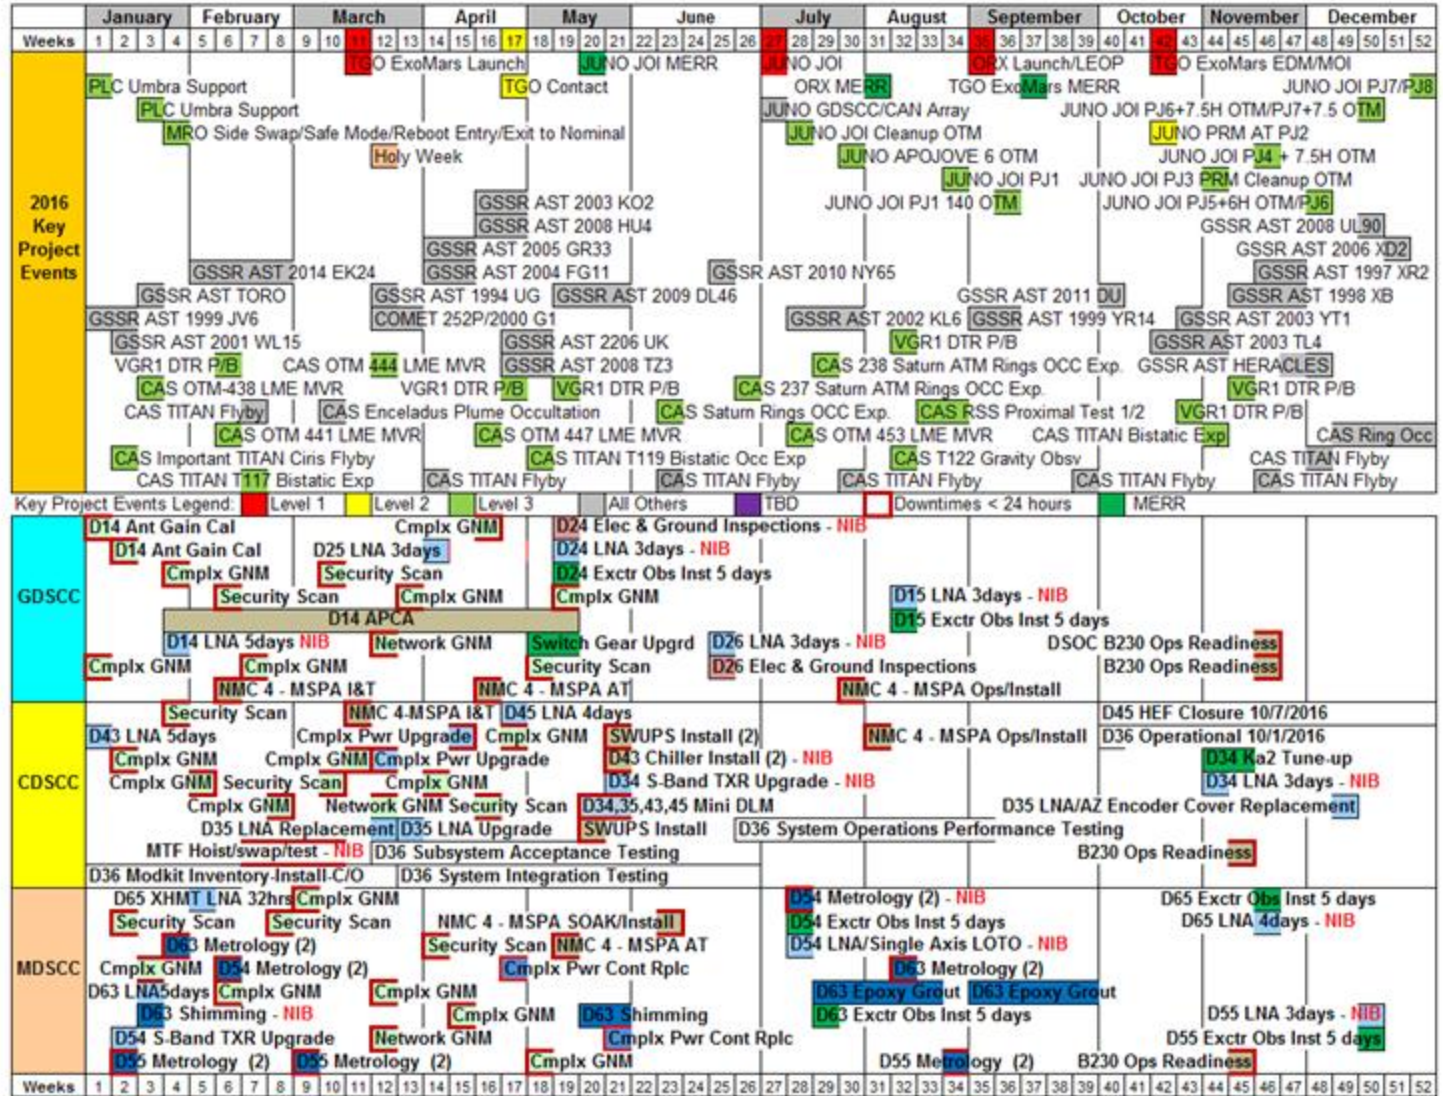 January February March April May June July August September October November December
Weeks 1 2 3 4 5 6 7 8 9 10 11 12 13 14 15 16 17 18 19 20 21 22 23 24 25 26 27 28 29 30 31 32 33 34 35 36 37 38 39 40 41 42 43 44 45 46 47 48 49 50 51 52
2016 Key Project Events
TGO ExoMars Launch JUNO JOI MERR JUNO JOI ORX Launch/LEOP TGO ExoMars EDM/MOI
PLC Umbra Support TGO Contact ORX MERR TGO ExoMars MERR JUNO JOI PJ7/PJ8
PLC Umbra Support JUNO GDSCC/CAN Array JUNO JOI PJ6+7.5H OTM/PJ7+7.5 OTM
MRO Side Swap/Safe Mode/Reboot Entry/Exit to Nominal JUNO JOI Cleanup OTM JUNO PRM AT PJ2
Holy Week JUNO APOJOVE 6 OTM JUNO JOI PJ4 + 7.5H OTM
JUNO JOI PJ1 JUNO JOI PJ3 PRM Cleanup OTM
GSSR AST 2003 KO2 JUNO JOI PJ1 140 OTM JUNO JOI PJ5+6H OTM/PJ6
GSSR AST 2008 HU4 GSSR AST 2008 UL90
GSSR AST 2005 GR33 GSSR AST 2006 XD2
GSSR AST 2014 EK24 GSSR AST 2004 FG11 GSSR AST 2010 NY65 GSSR AST 1997 XR2
GSSR AST TORO GSSR AST 1994 UG GSSR AST 2009 DL46 GSSR AST 2011 DU GSSR AST 1998 XB
GSSR AST 1999 JV6 COMET 252P/2000 G1 GSSR AST 2002 KL6 GSSR AST 1999 YR14 GSSR AST 2003 YT1
GSSR AST 2001 WL15 GSSR AST 2206 UK VGR1 DTR P/B GSSR AST 2003 TL4
VGR1 DTR P/B CAS OTM 444 LME MVR GSSR AST 2008 TZ3 CAS 238 Saturn ATM Rings OCC Exp. GSSR AST HERACLES
CAS OTM-438 LME MVR VGR1 DTR P/B VGR1 DTR P/B CAS 237 Saturn ATM Rings OCC Exp. VGR1 DTR P/B
CAS TITAN Flyby CAS Enceladus Plume Occultation CAS Saturn Rings OCC Exp. CAS RSS Proximal Test 1/2 VGR1 DTR P/B
CAS OTM 441 LME MVR CAS OTM 447 LME MVR CAS OTM 453 LME MVR CAS TITAN Bistatic Exp CAS Ring Occ
CAS Important TITAN Ciris Flyby CAS TITAN T119 Bistatic Occ Exp CAS T122 Gravity Obsv CAS TITAN Flyby
CAS TITAN T117 Bistatic Exp CAS TITAN Flyby CAS TITAN Flyby CAS TITAN Flyby CAS TITAN Flyby CAS TITAN Flyby
Key Project Events Legend: Level 1 Level 2 Level 3 All Others TBD Downtimes < 24 hours MERR
GDSCC
D14 Ant Gain Cal Cmplx GNM D24 Elec & Ground Inspections - NIB
D14 Ant Gain Cal D25 LNA 3days D24 LNA 3days - NIB
Cmplx GNM Security Scan D24 Exctr Obs Inst 5 days
Security Scan Cmplx GNM Cmplx GNM D15 LNA 3days - NIB
D14 APCA D15 Exctr Obs Inst 5 days
D14 LNA 5days NIB Network GNM Switch Gear Upgrd D26 LNA 3days - NIB DSOC B230 Ops Readiness
Cmplx GNM Cmplx GNM Security Scan D26 Elec & Ground Inspections B230 Ops Readiness
NMC 4 - MSPA I&T NMC 4 - MSPA AT NMC 4 - MSPA Ops/Install
CDSCC
Security Scan NMC 4-MSPA I&T D45 LNA 4days D45 HEF Closure 10/7/2016
D43 LNA 5days Cmplx Pwr Upgrade Cmplx GNM SWUPS Install (2) NMC 4 - MSPA Ops/Install D36 Operational 10/1/2016
Cmplx GNM Cmplx GNM Cmplx Pwr Upgrade D43 Chiller Install (2) - NIB D34 Ka2 Tune-up
Cmplx GNM Security Scan Cmplx GNM D34 S-Band TXR Upgrade - NIB D34 LNA 3days - NIB
Cmplx GNM Network GNM Security Scan D34,35,43,45 Mini DLM D35 LNA/AZ Encoder Cover Replacement
D35 LNA Replacement D35 LNA Upgrade SWUPS Install D36 System Operations Performance Testing
MTF Hoist/swap/test - NIB D36 Subsystem Acceptance Testing B230 Ops Readiness
D36 Modkit Inventory-Install-C/O D36 System Integration Testing
MDSCC
D65 XHMT LNA 32hrs Cmplx GNM D54 Metrology (2) - NIB D65 Exctr Obs Inst 5 days
Security Scan Security Scan NMC 4 - MSPA SOAK/Install D54 Exctr Obs Inst 5 days D65 LNA 4days - NIB
D63 Metrology (2) Security Scan NMC 4 - MSPA AT D54 LNA/Single Axis LOTO - NIB
Cmplx GNM D54 Metrology (2) Cmplx Pwr Cont Rplc D63 Metrology (2)
D63 LNA5days Cmplx GNM Cmplx GNM D63 Epoxy Grout D63 Epoxy Grout
D63 Shimming - NIB Cmplx GNM D63 Shimming D63 Exctr Obs Inst 5 days D55 LNA 3days - NIB
D54 S-Band TXR Upgrade Network GNM Cmplx Pwr Cont Rplc D55 Exctr Obs Inst 5 days
D55 Metrology (2) D55 Metrology (2) Cmplx GNM D55 Metrology (2) B230 Ops Readiness
Weeks 1 2 3 4 5 6 7 8 9 10 11 12 13 14 15 16 17 18 19 20 21 22 23 24 25 26 27 28 29 30 31 32 33 34 35 36 37 38 39 40 41 42 43 44 45 46 47 48 49 50 51 52